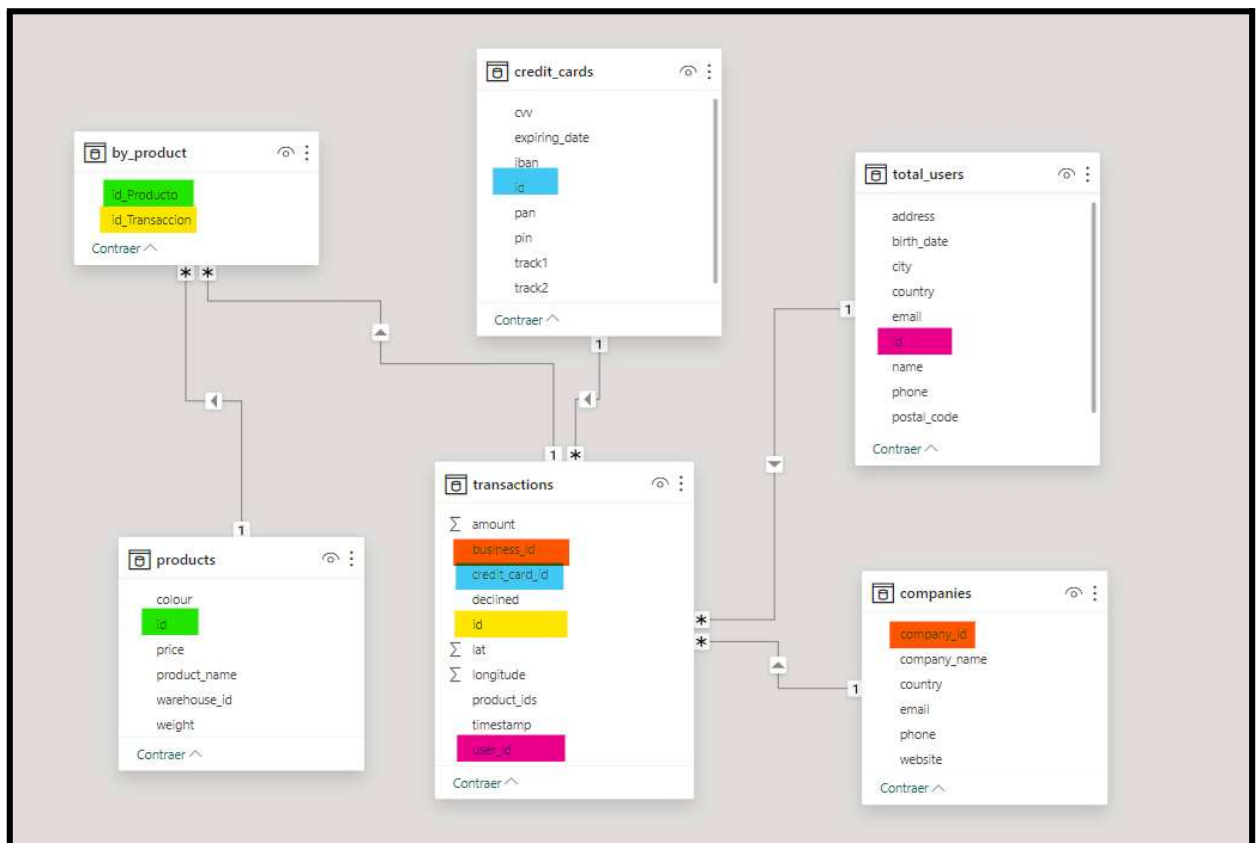 credit_cards
cvv
expiring_date
iban
id
pan
pin
track1
track2
Contraer
1
by_product
id_Producto
id_Transaccion
Contraer
* *
total_users
address
birth_date
city
country
email
id
name
phone
postal_code
Contraer
1
transactions
1 *
amount
business_id
credit_card_id
declined
id
lat
longitude
product_ids
timestamp
user_id
Contraer
*
*
products
1
colour
id
price
product_name
warehouse_id
weight
Contraer
companies
company_id
company_name
country
email
phone
website
Contraer
1